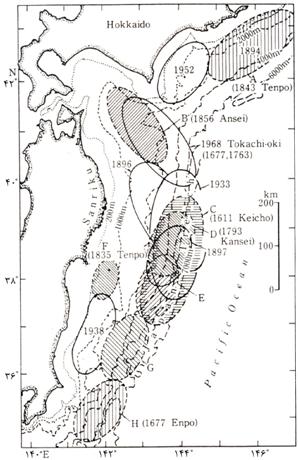 Hokkaido
1000m
4000m
6000m
1894
N
42°
1952
A
(1843 Tenpo)
B (1856 Ansei)
1968 Tokachi-oki
(1677,1763)
1896
1933
40°
Sanriku
200m
1000m
km
200
100
0
C
(1611 Keicho)
D (1793
Kansei)
1897
F
(1835 Tenpo)
38°
E
Pacific Ocean
1938
G
36°
H (1677 Enpo)
140°E
142°
144°
146°